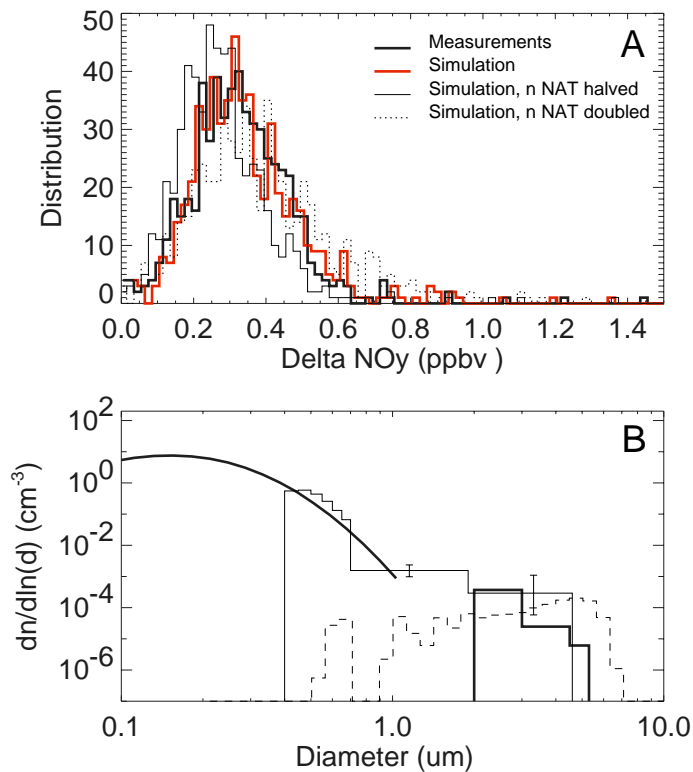 A
Measurements
Simulation
Simulation, n NAT halved
Simulation, n NAT doubled
50
40
30
20
10
0
Distribution
0.0 0.2 0.4 0.6 0.8 1.0 1.2 1.4
Delta NOy (ppbv )
B
10²
10⁰
10⁻²
10⁻⁴
10⁻⁶
dn/dln(d) (cm⁻³)
0.1 1.0 10.0
Diameter (um)